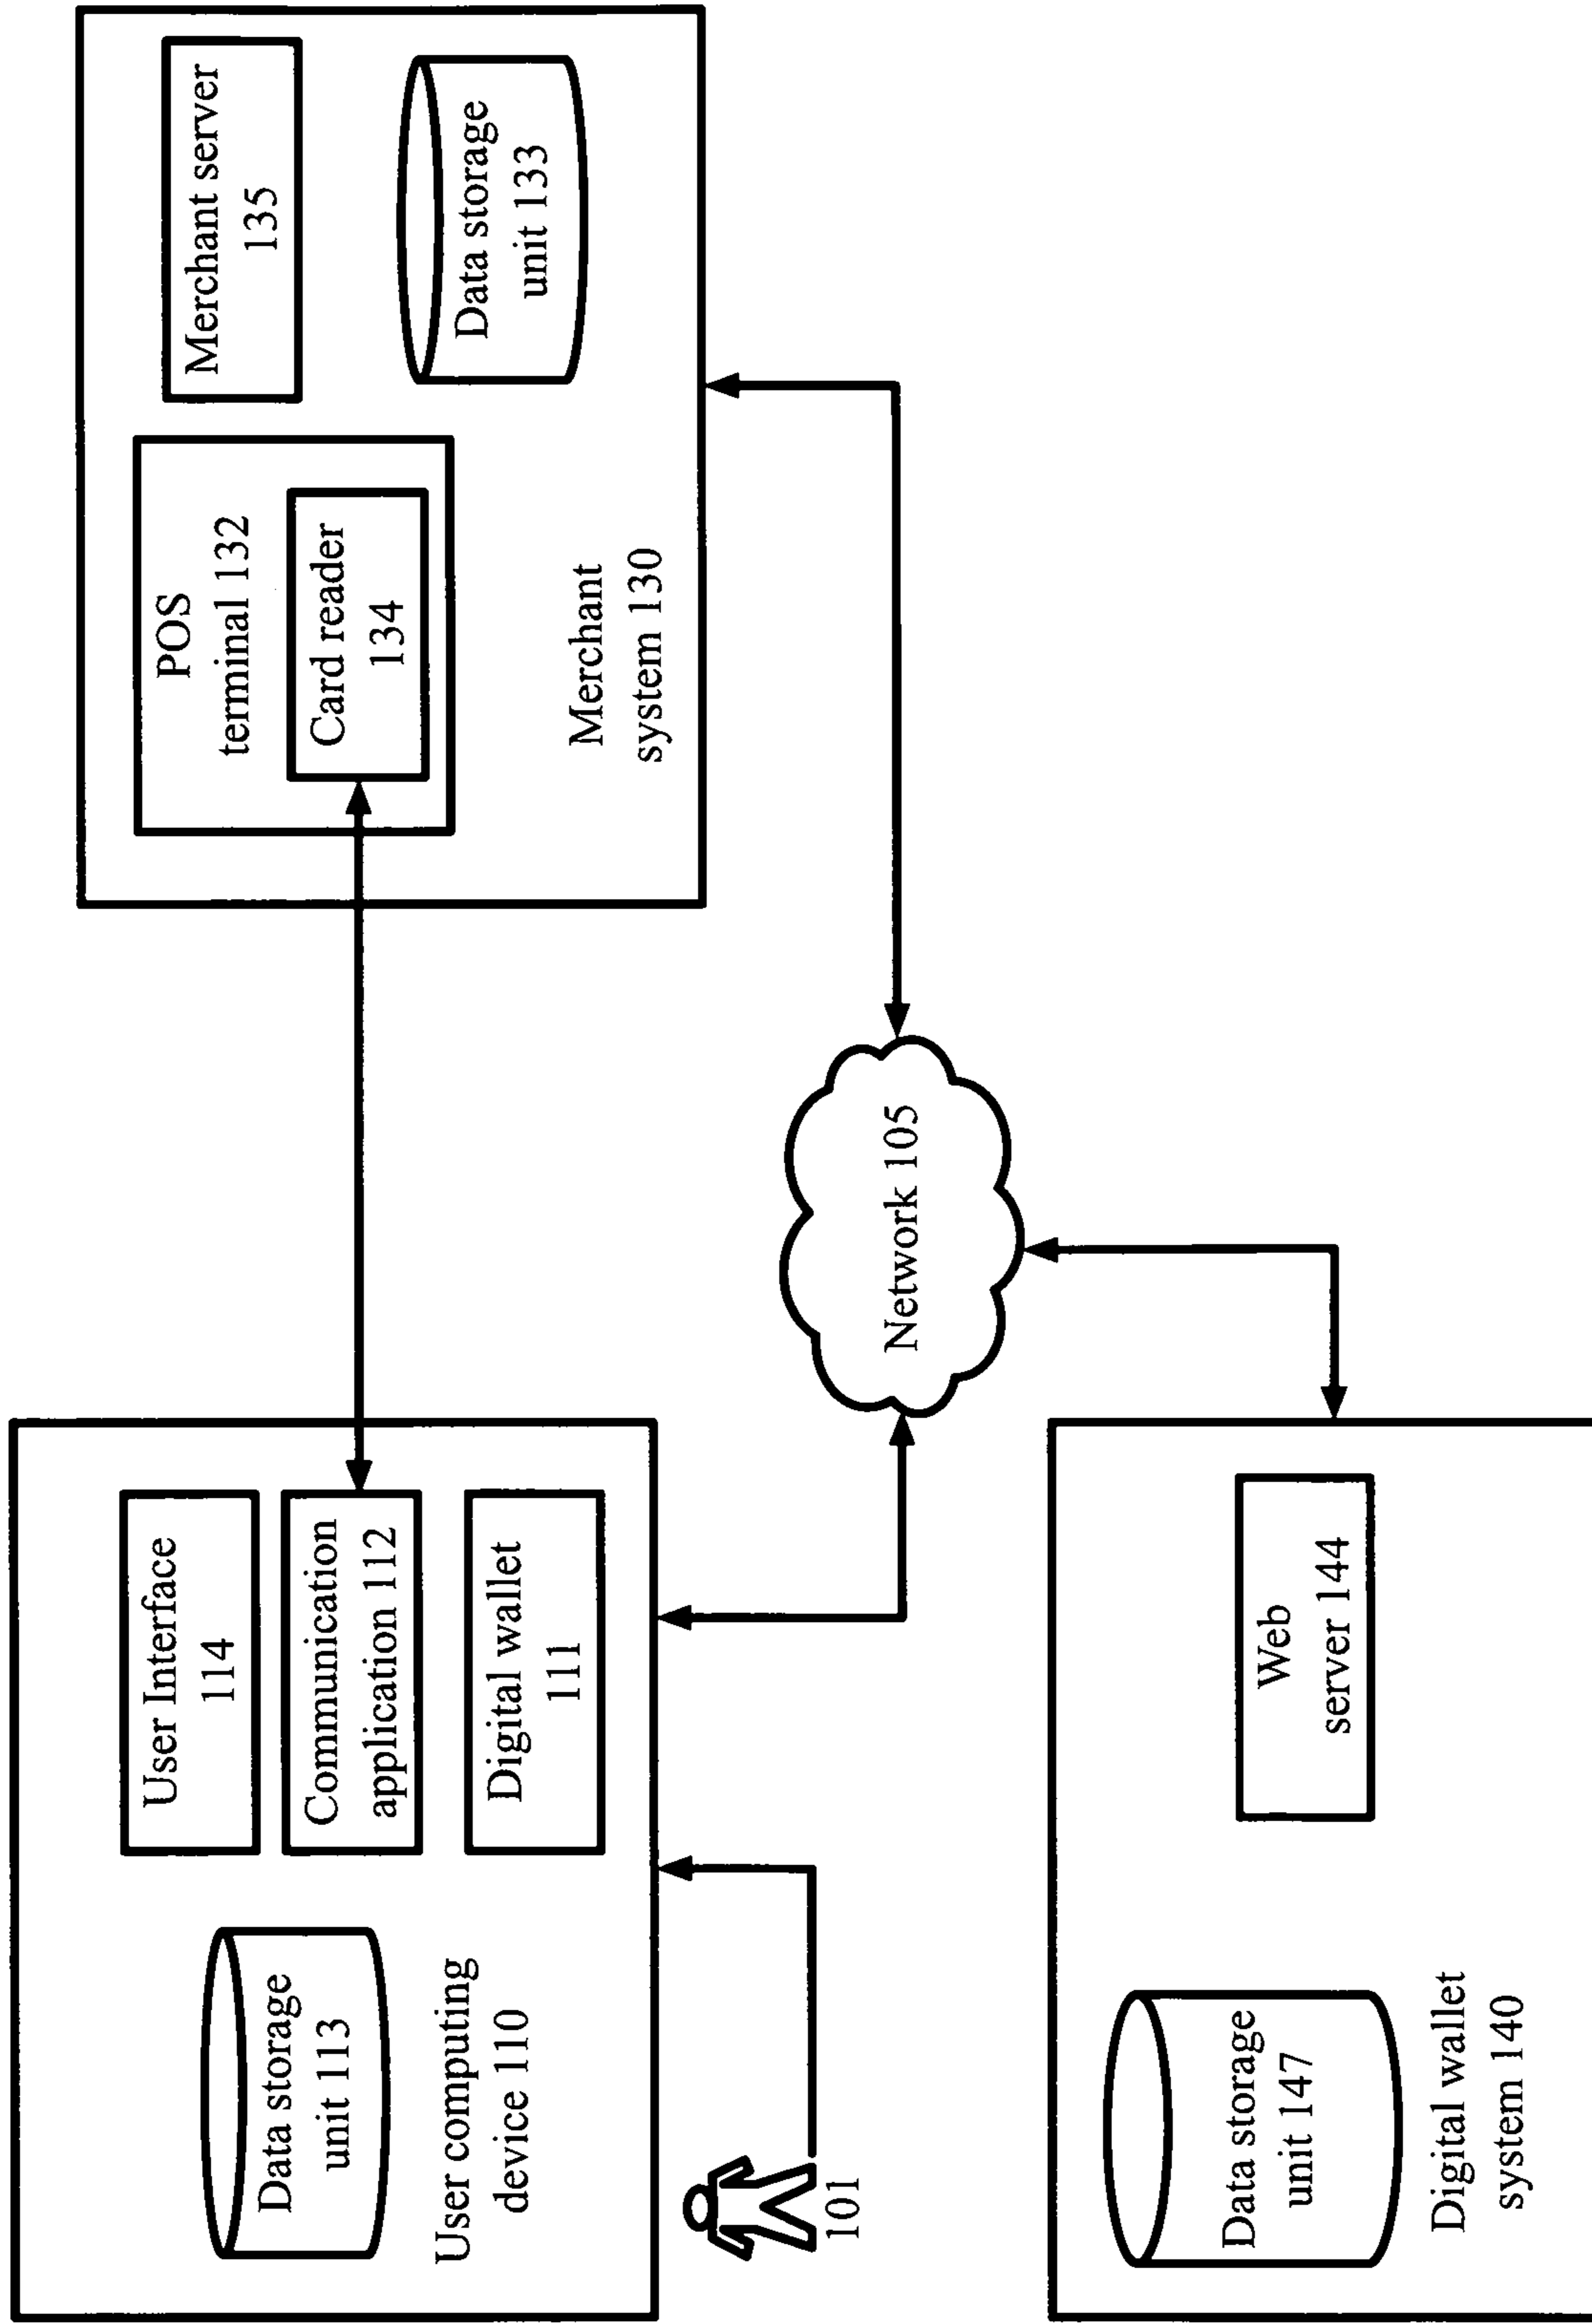 User Interface
114
Communication
application 112
Digital wallet
111
Data storage
unit 113
User computing
device 110
101
POS
terminal 132
Card reader
134
Merchant server
135
Data storage
unit 133
Merchant
system 130
Network 105
Web
server 144
Data storage
unit 147
Digital wallet
system 140